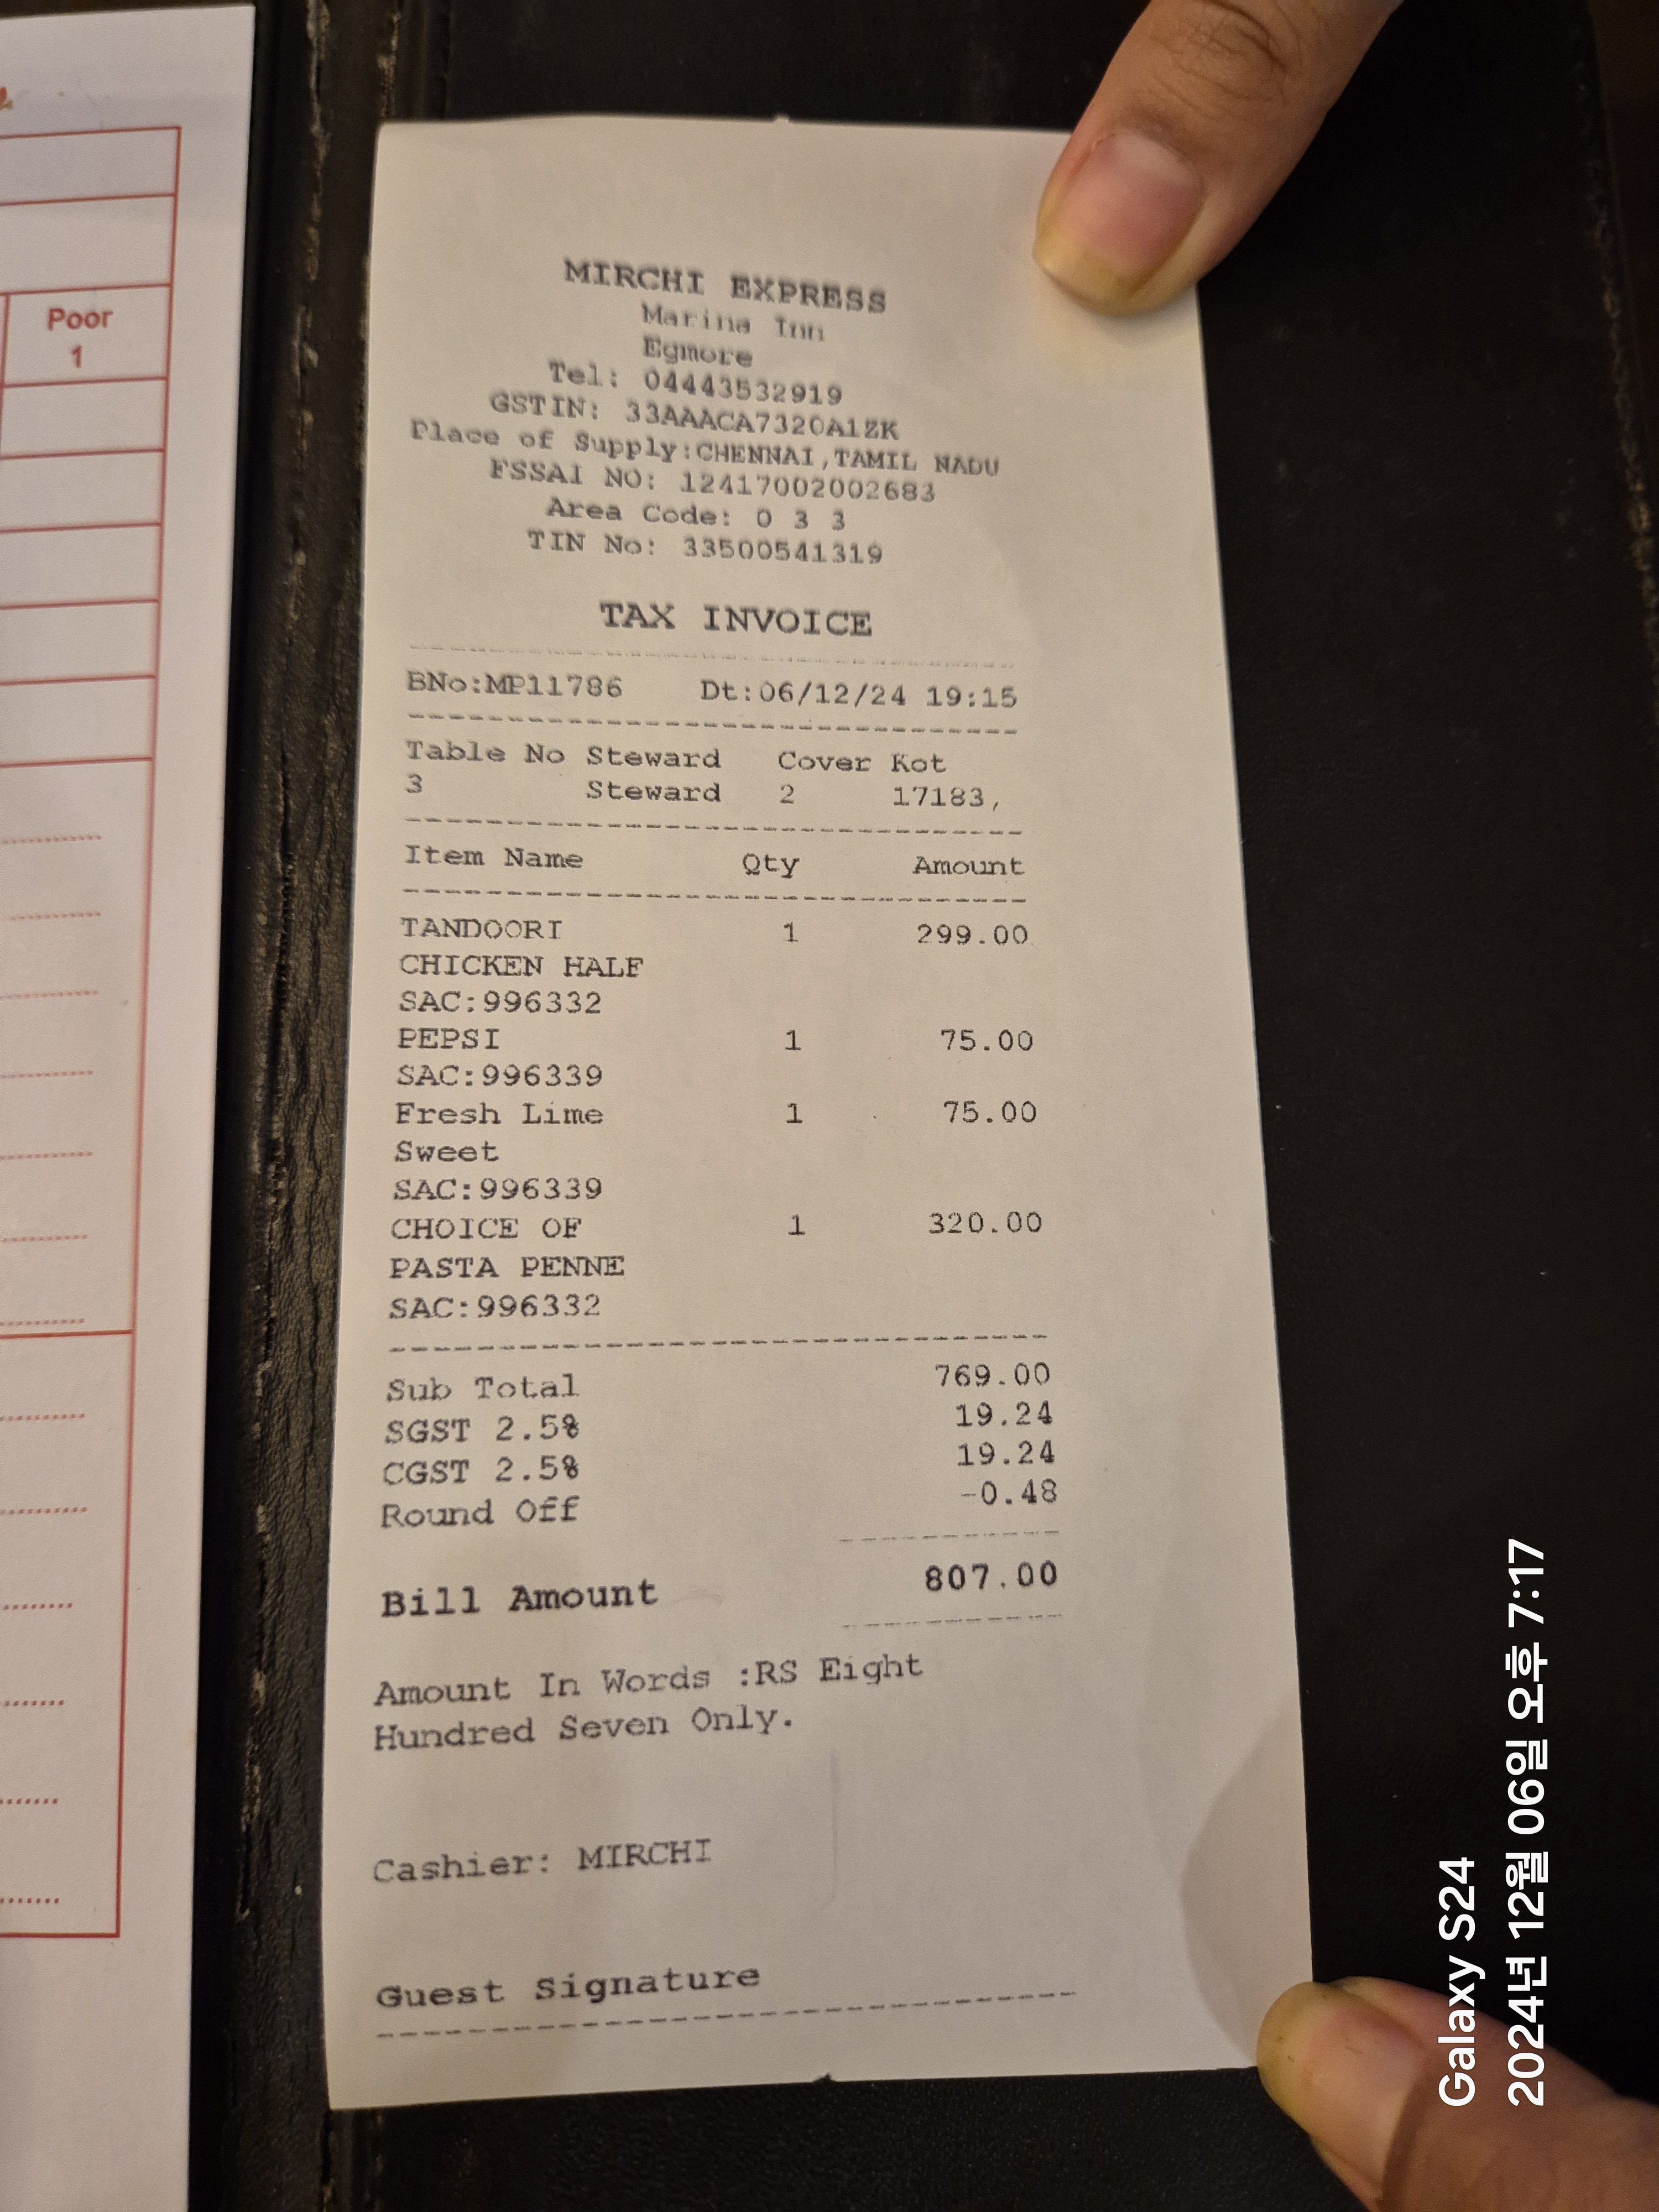 Poor
1
MIRCHI EXPRESS
Marina Inn
Egmore
Tel: 04443532919
GSTIN: 33AAACA7320A1ZK
Place of Supply:CHENNAI,TAMIL NADU
FSSAI NO: 12417002002683
Area Code: 0 3 3
TIN No: 33500541319
TAX INVOICE
BNo:MP11786 Dt:06/12/24 19:15
Table No Steward Cover Kot
3 Steward 2 17183,
Item Name Qty Amount
TANDOORI 1 299.00
CHICKEN HALF
SAC:996332
PEPSI 1 75.00
SAC:996339
Fresh Lime 1 75.00
Sweet
SAC:996339
CHOICE OF 1 320.00
PASTA PENNE
SAC:996332
Sub Total 769.00
SGST 2.5% 19.24
CGST 2.5% 19.24
Round Off -0.48
Bill Amount 807.00
Amount In Words :RS Eight
Hundred Seven Only.
Cashier: MIRCHI
Guest Signature
Galaxy S24
2024년 12월 06일 오후 7:17